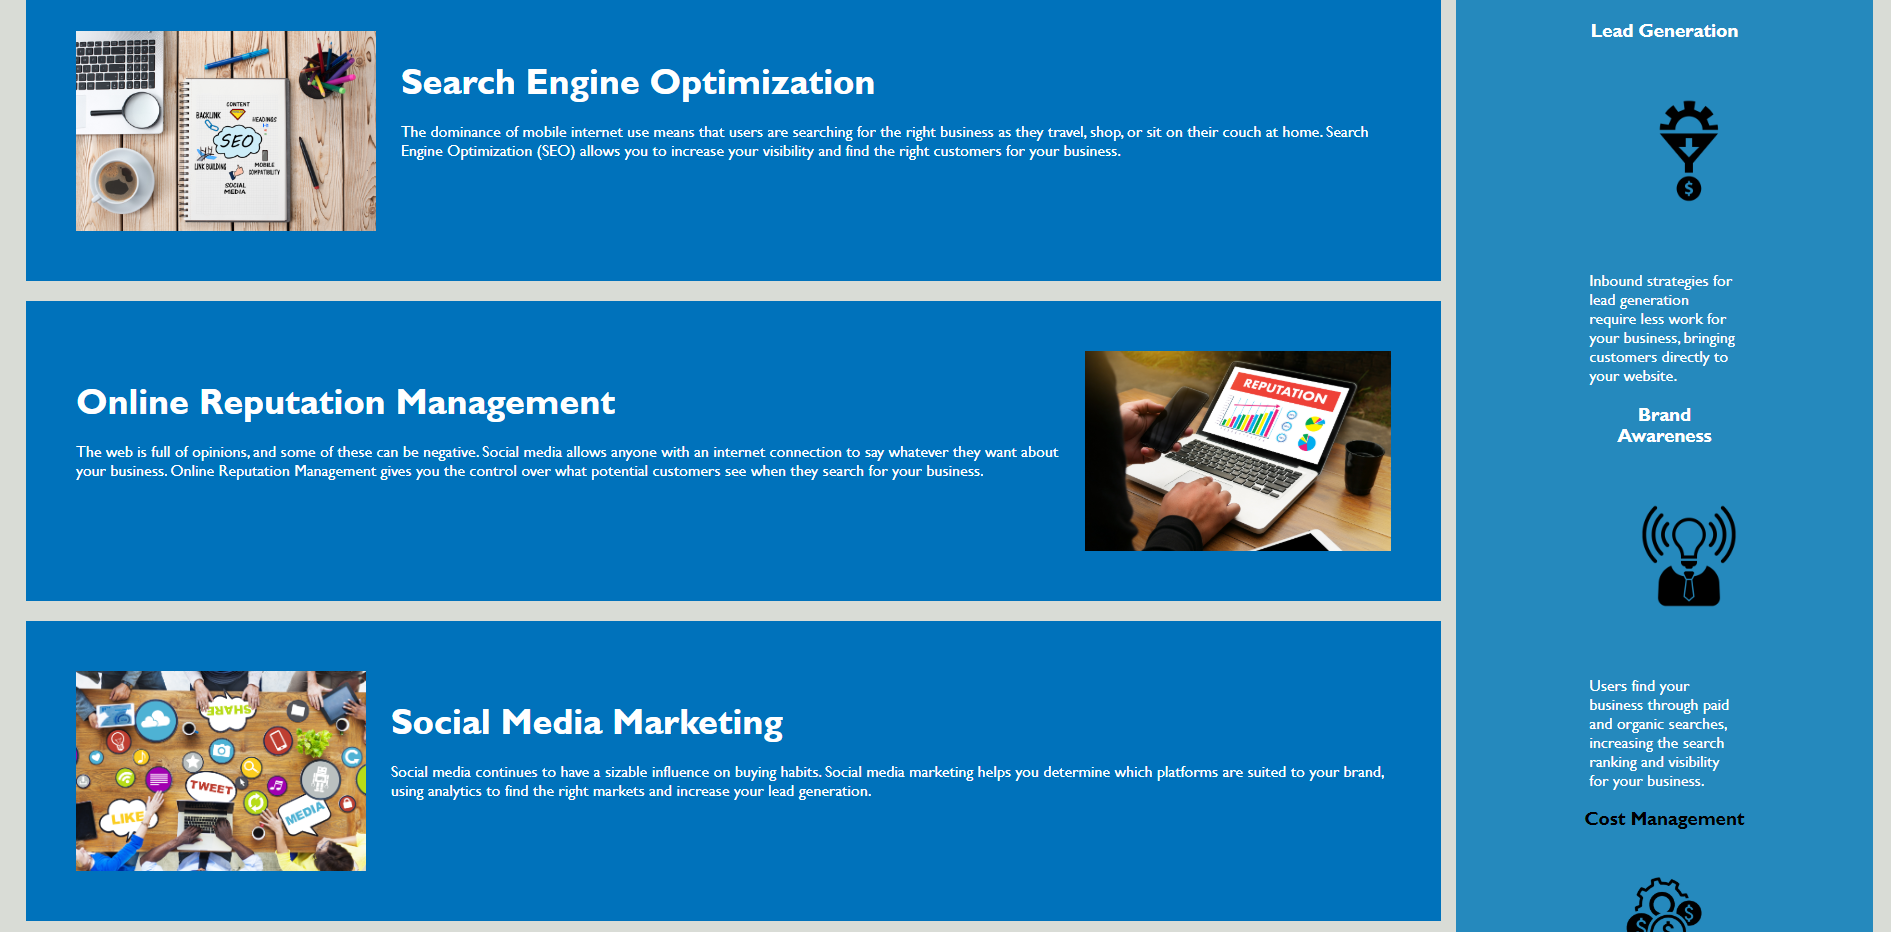 CONTENT
BACKLINK
HEADINGS
SEO
LINK BUILDING
MOBILE
COMPATIBILITY
SOCIAL
MEDIA
Search Engine Optimization
The dominance of mobile internet use means that users are searching for the right business as they travel, shop, or sit on their couch at home. Search
Engine Optimization (SEO) allows you to increase your visibility and find the right customers for your business.
Online Reputation Management
The web is full of opinions, and some of these can be negative. Social media allows anyone with an internet connection to say whatever they want about
your business. Online Reputation Management gives you the control over what potential customers see when they search for your business.
REPUTATION
SHARE
TWEET
LIKE
MEDIA
Social Media Marketing
Social media continues to have a sizable influence on buying habits. Social media marketing helps you determine which platforms are suited to your brand,
using analytics to find the right markets and increase your lead generation.
Lead Generation
$
Inbound strategies for
lead generation
require less work for
your business, bringing
customers directly to
your website.
Brand
Awareness
Users find your
business through paid
and organic searches,
increasing the search
ranking and visibility
for your business.
Cost Management
$ $
$